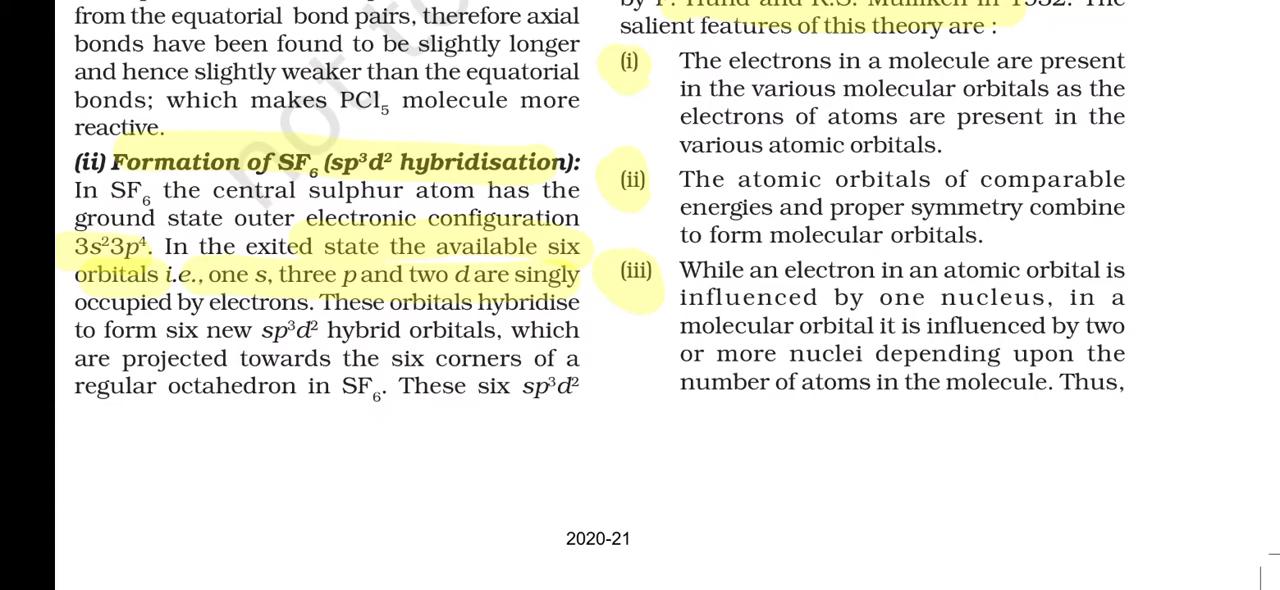 from the equatorial bond pairs, therefore axial
bonds have been found to be slightly longer
and hence slightly weaker than the equatorial
bonds; which makes PCl₅ molecule more
reactive.
(ii) Formation of SF₆ (sp³d² hybridisation):
In SF₆ the central sulphur atom has the
ground state outer electronic configuration
3s²3p⁴. In the exited state the available six
orbitals i.e., one s, three p and two d are singly
occupied by electrons. These orbitals hybridise
to form six new sp³d² hybrid orbitals, which
are projected towards the six corners of a
regular octahedron in SF₆. These six sp³d²
by F. Hund and R.S. Mulliken in 1932. The
salient features of this theory are :
(i) The electrons in a molecule are present
in the various molecular orbitals as the
electrons of atoms are present in the
various atomic orbitals.
(ii) The atomic orbitals of comparable
energies and proper symmetry combine
to form molecular orbitals.
(iii) While an electron in an atomic orbital is
influenced by one nucleus, in a
molecular orbital it is influenced by two
or more nuclei depending upon the
number of atoms in the molecule. Thus,
not to
2020-21